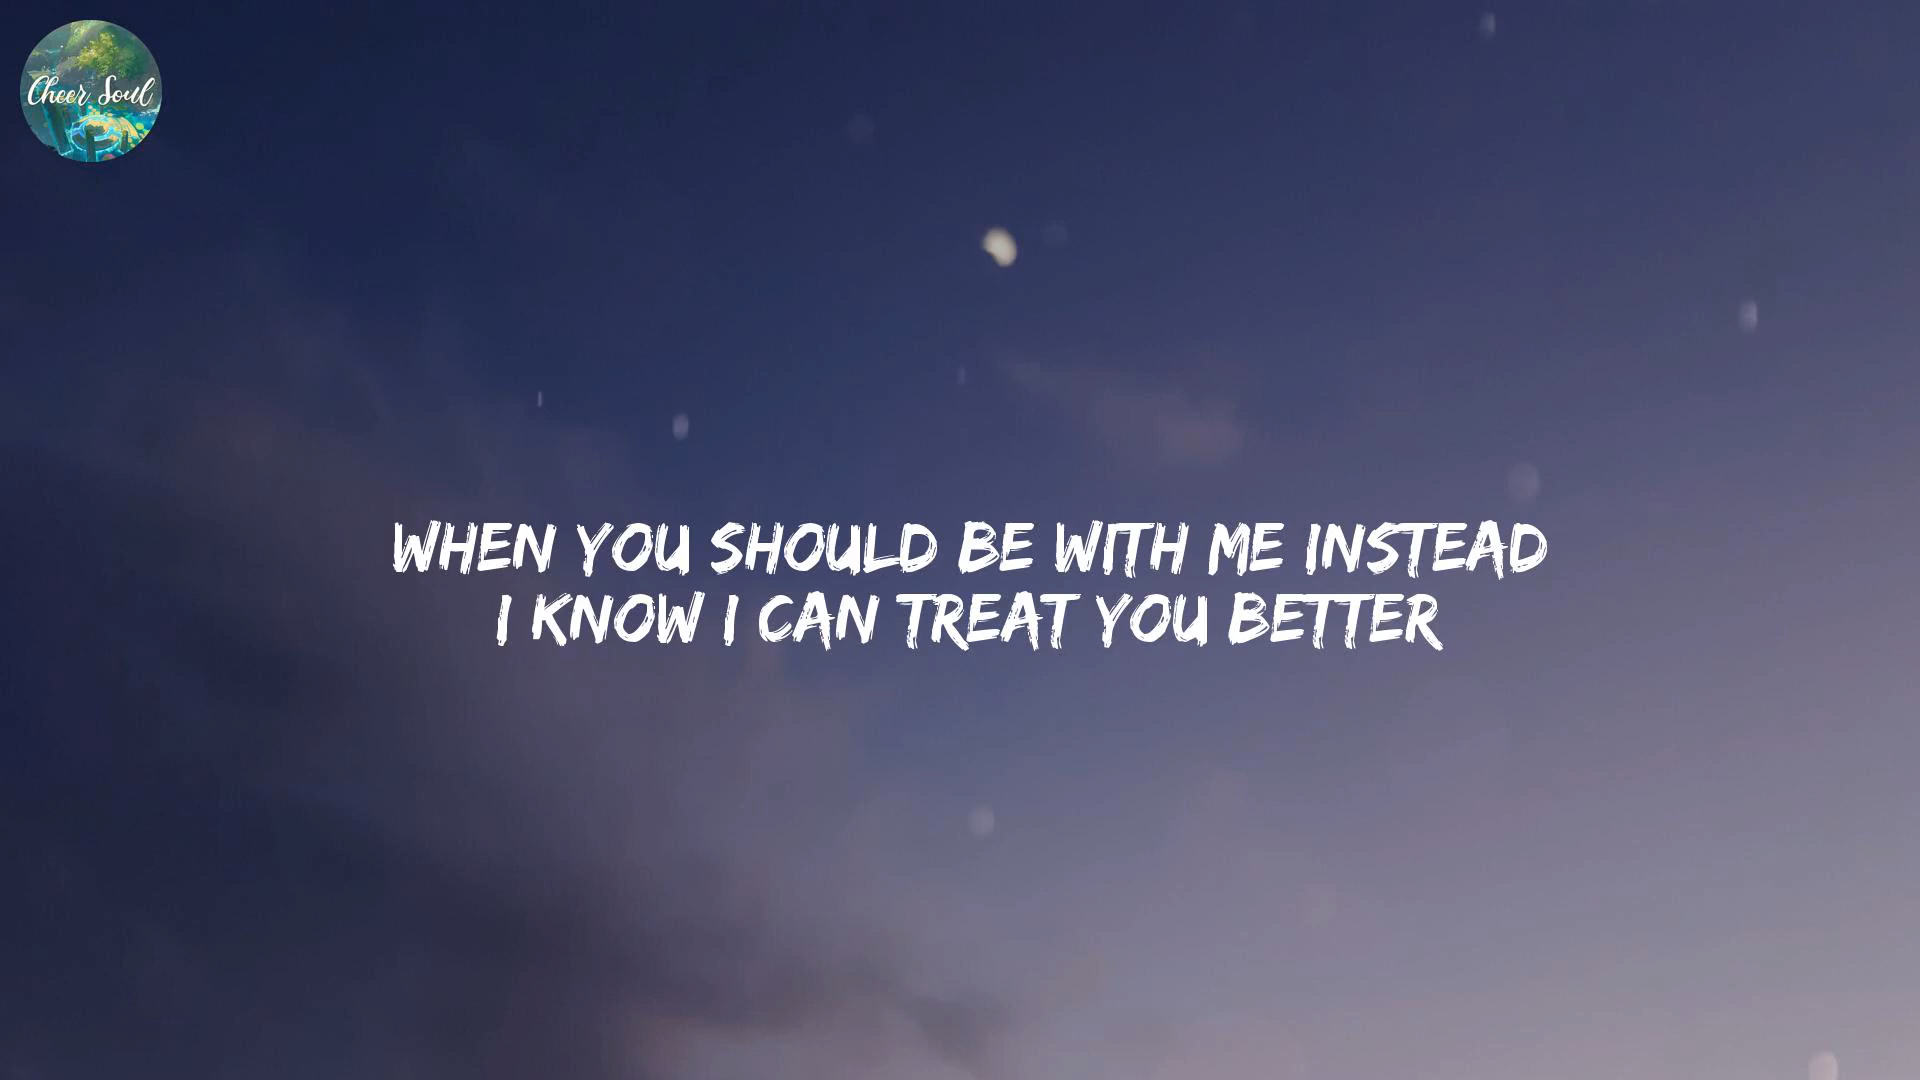 Cheer Soul
WHEN YOU SHOULD BE WITH ME INSTEAD
I KNOW I CAN TREAT YOU BETTER